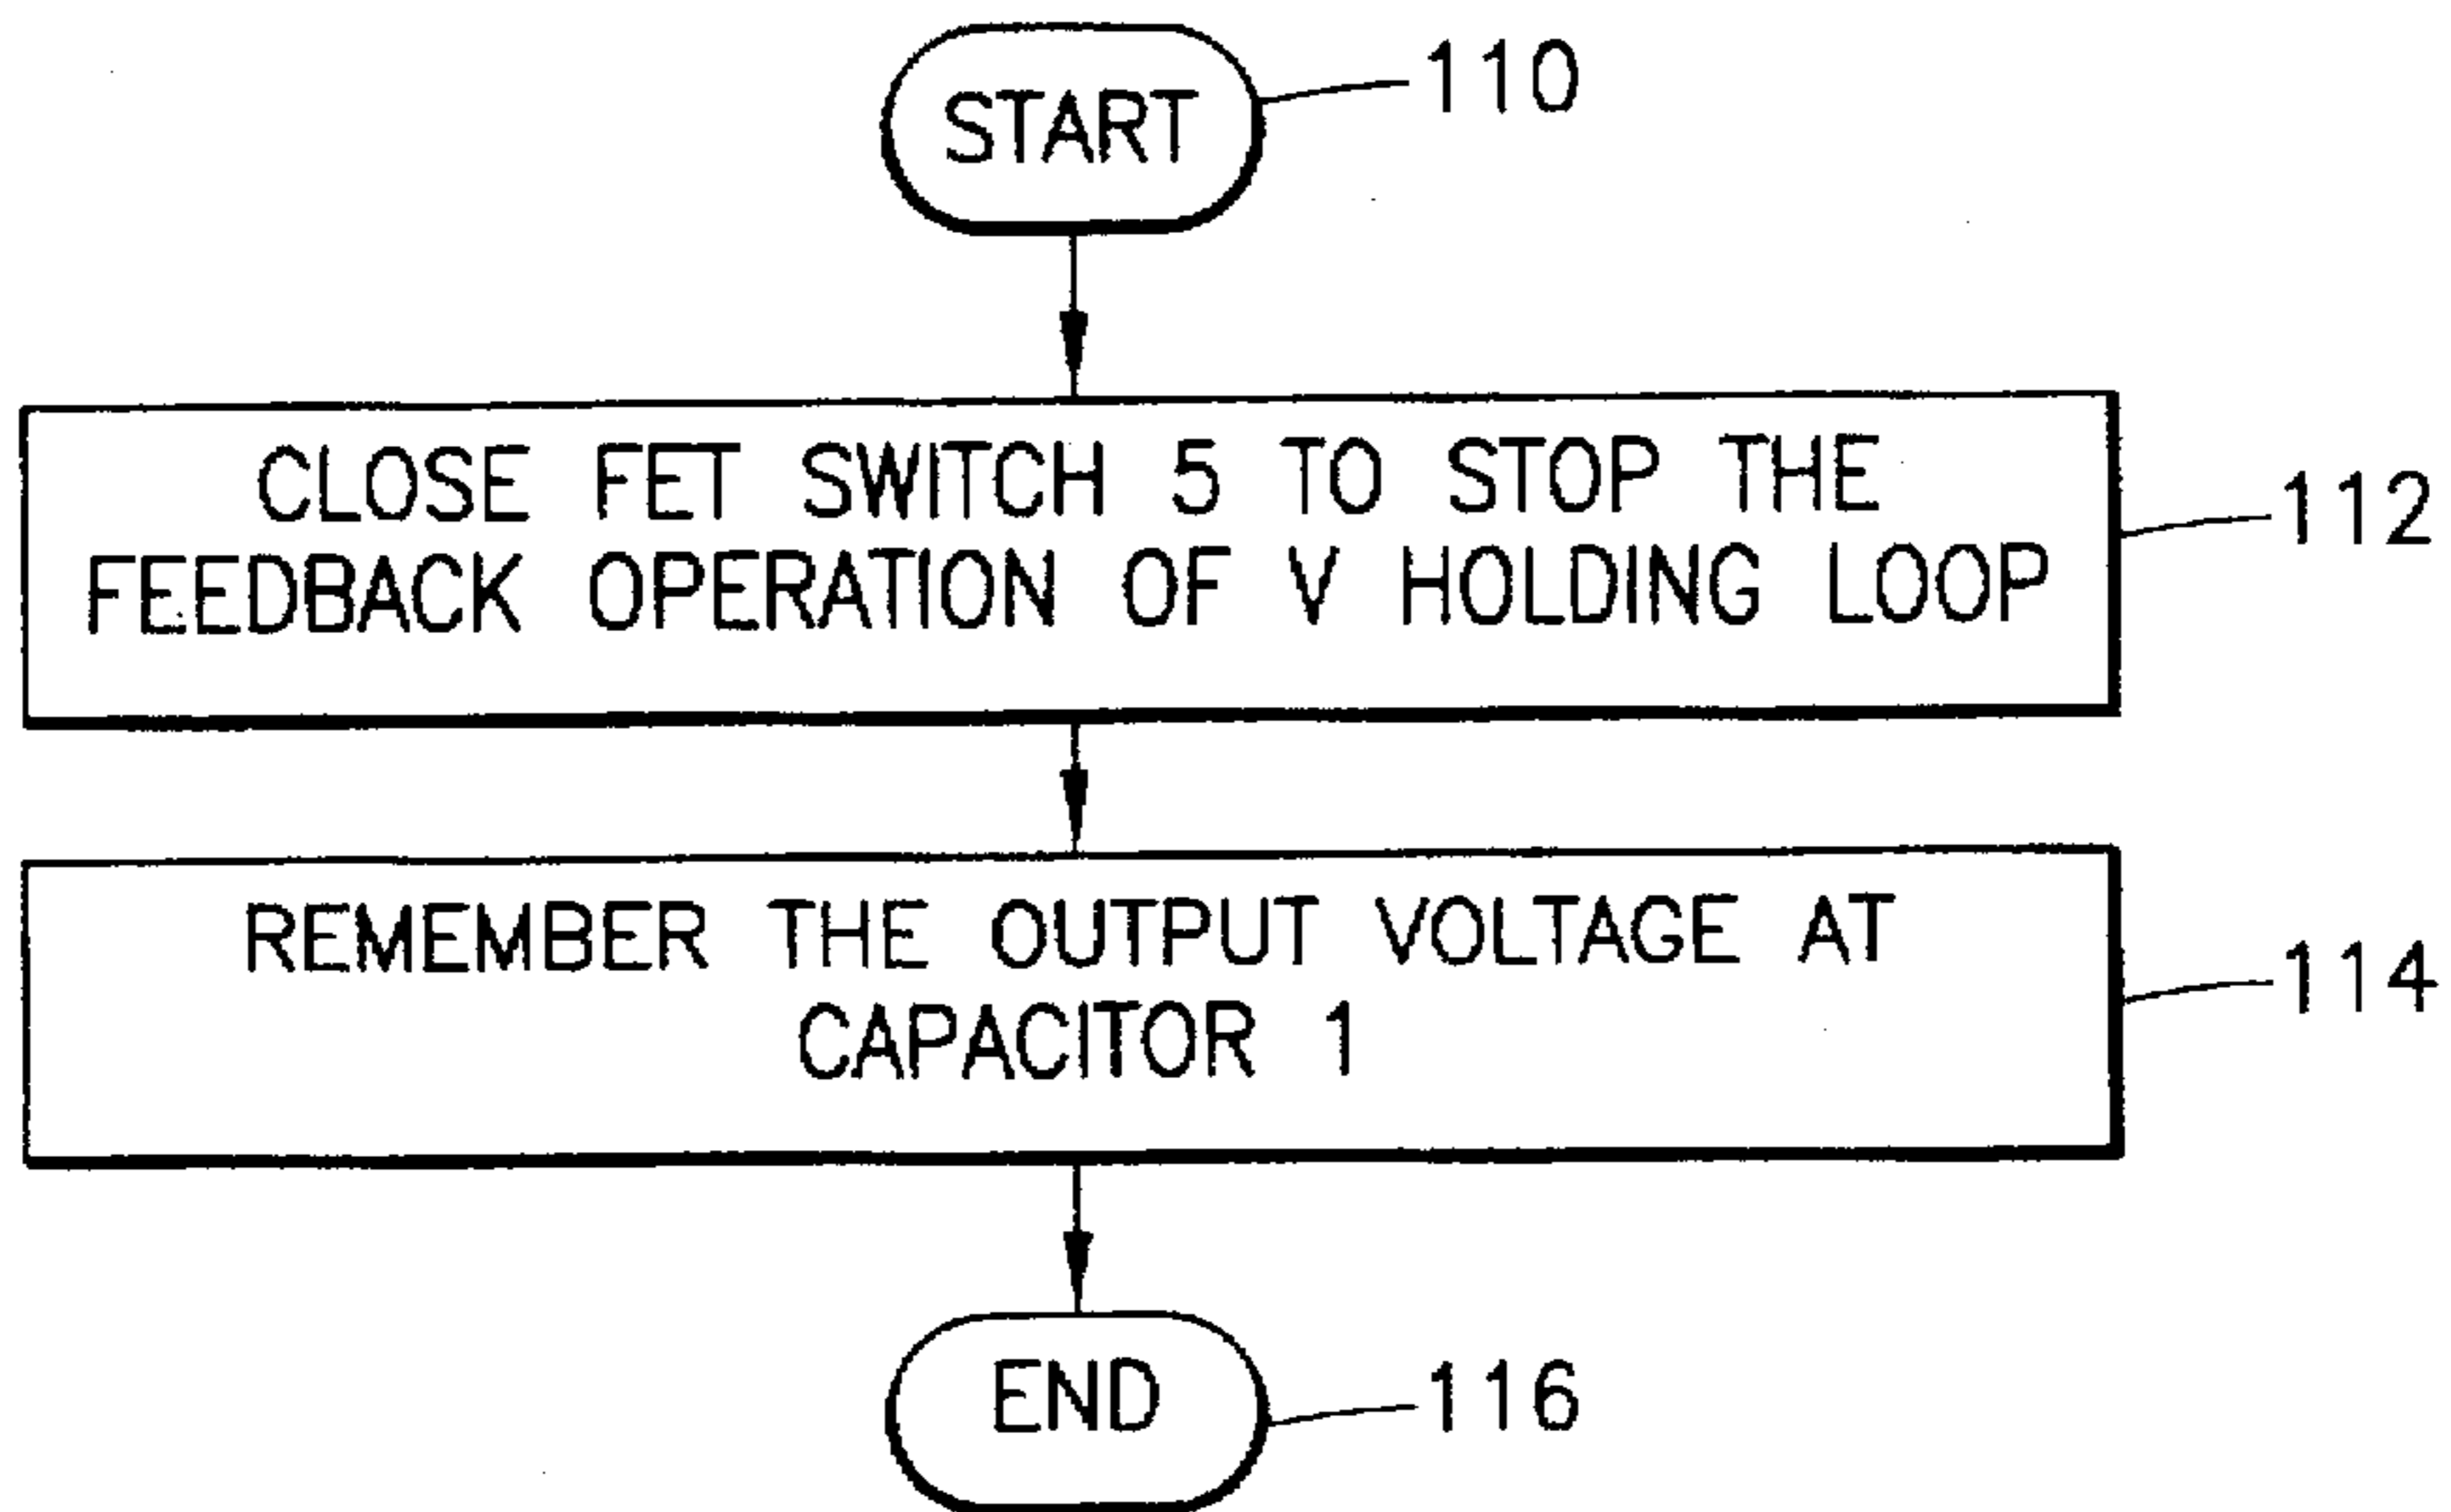 START
110
CLOSE FET SWITCH 5 TO STOP THE
FEEDBACK OPERATION OF V HOLDING LOOP
112
REMEMBER THE OUTPUT VOLTAGE AT
CAPACITOR 1
114
END
116